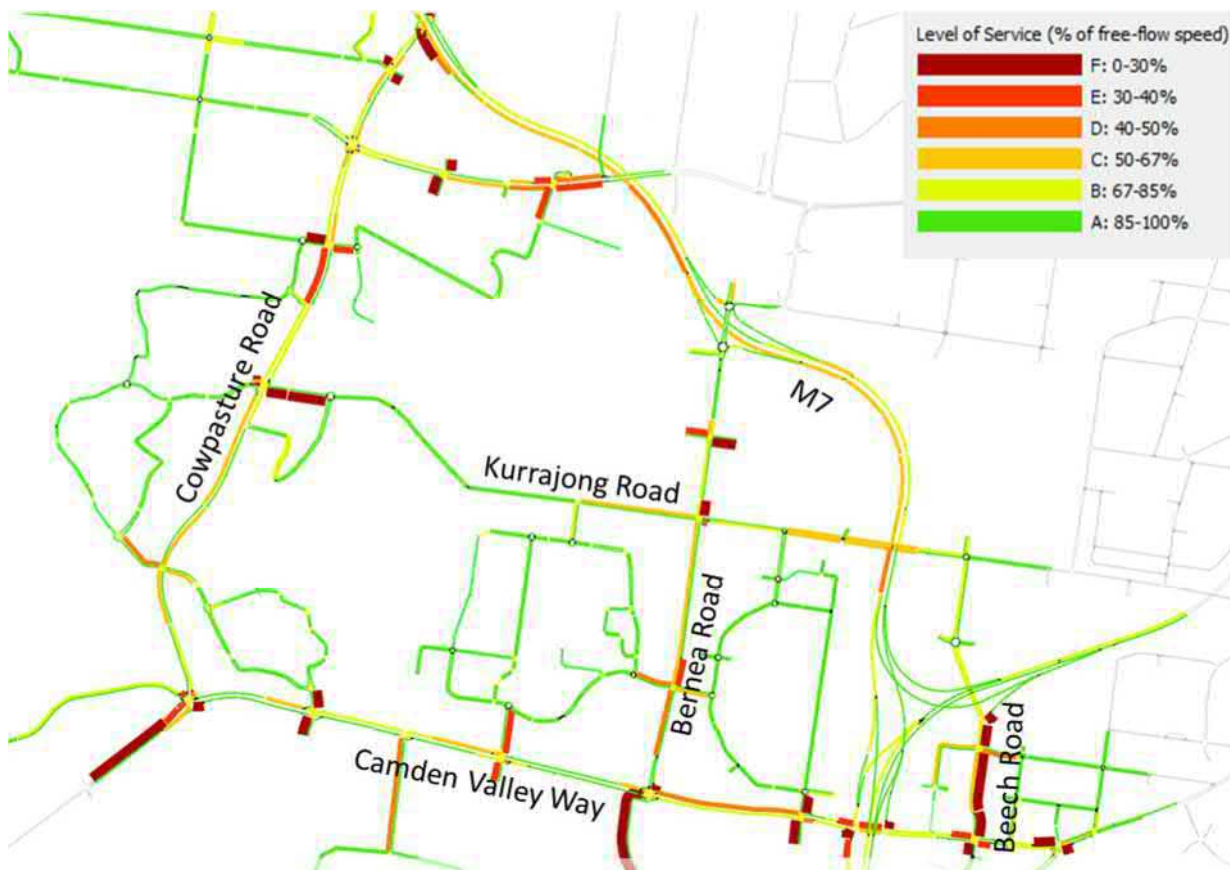 Level of Service (% of free-flow speed)
F: 0-30%
E: 30-40%
D: 40-50%
C: 50-67%
B: 67-85%
A: 85-100%
Cowpasture Road
M7
Kurrajong Road
Bernea Road
Camden Valley Way
Beech Road